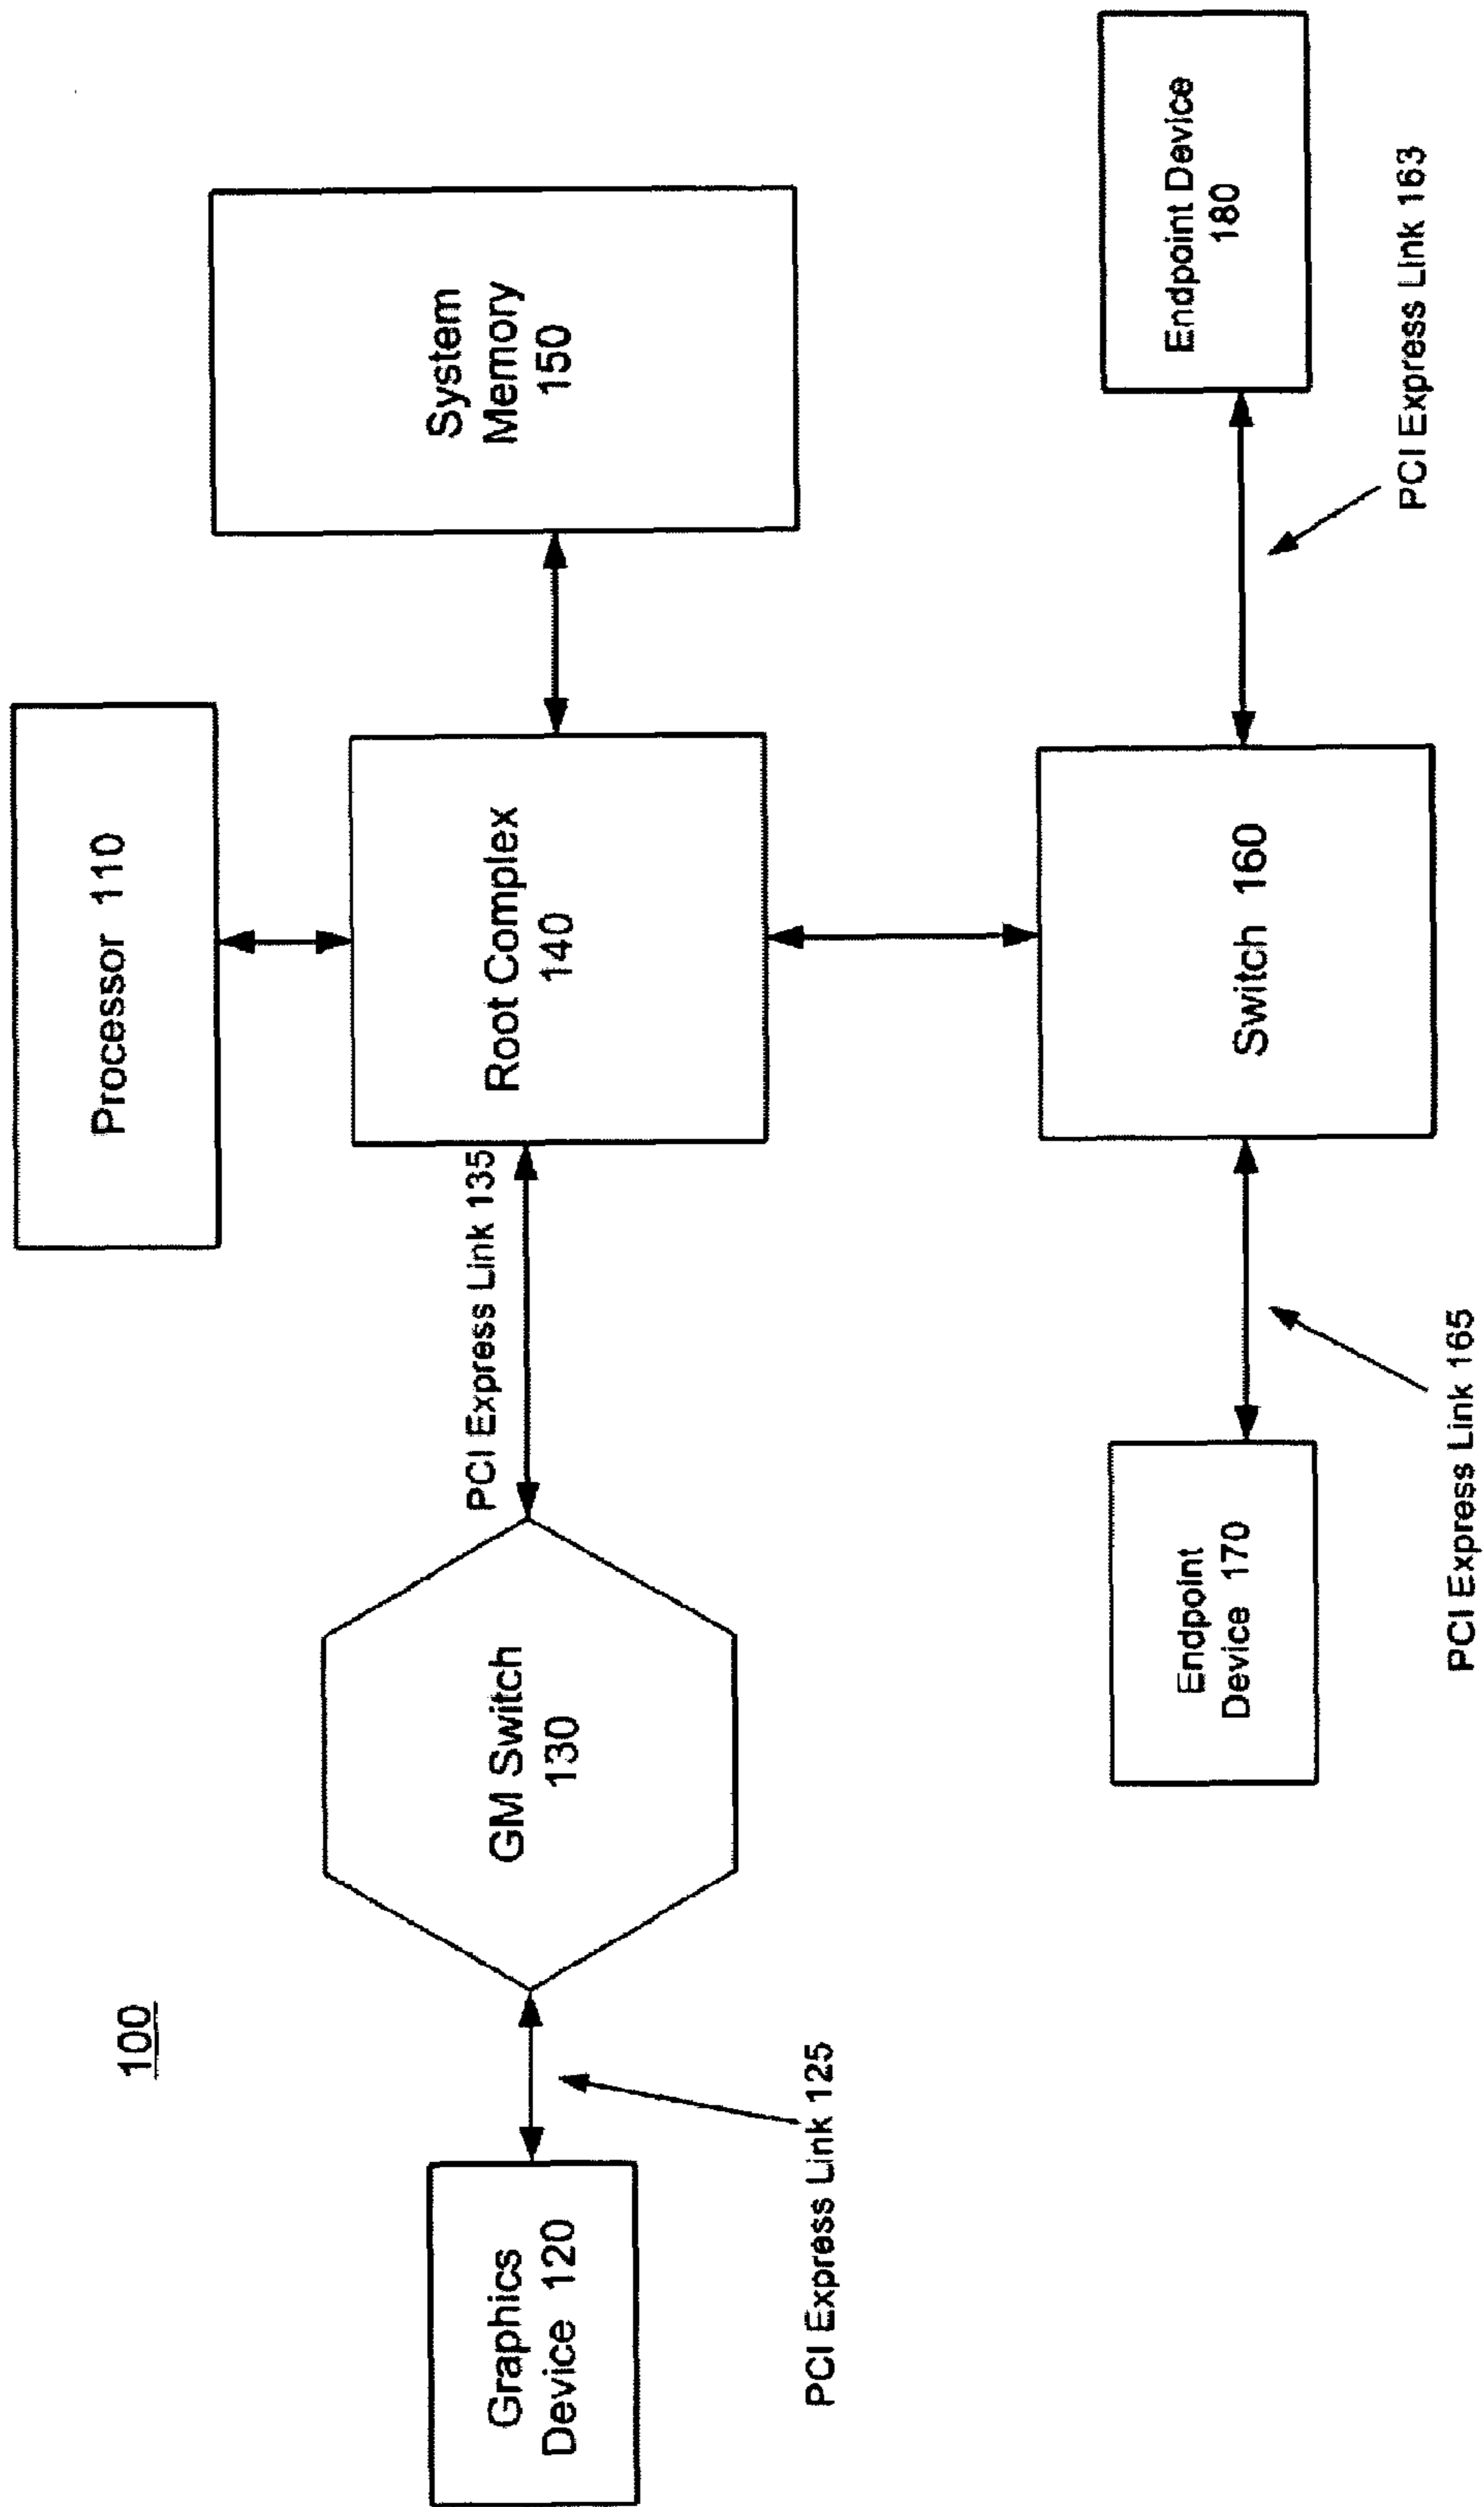 100
Processor 110
Graphics
Device 120
PCI Express Link 125
GM Switch
130
PCI Express Link 135
Root Complex
140
System
Memory
150
Endpoint
Device 170
PCI Express Link 165
Switch 160
Endpoint Device
180
PCI Express Link 163